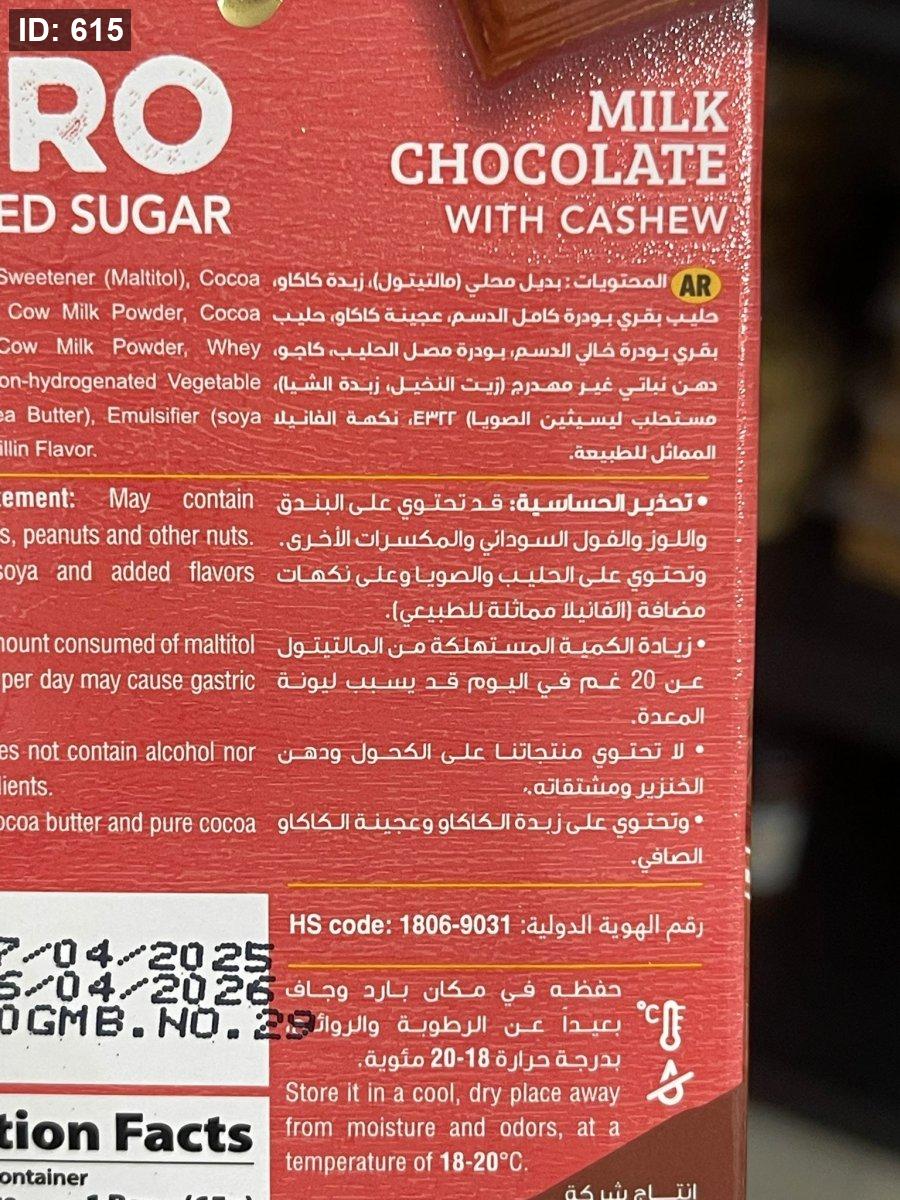 ID: 615
RO
ED SUGAR
MILK
CHOCOLATE
WITH CASHEW
Sweetener (Maltitol), Cocoa
Cow Milk Powder, Cocoa
Cow Milk Powder, Whey
on-hydrogenated Vegetable
ea Butter), Emulsifier (soya
illin Flavor.
AR المحتويات: بديل محلي (مالتيتول)، زبدة كاكاو،
حليب بقري بودرة كامل الدسم، عجينة كاكاو، حليب
بقري بودرة خالي الدسم، بودرة مصل الحليب، كاجو،
دهن نباتي غير مهدرج (زيت النخيل، زبدة الشيا)،
مستحلب ليسيثين الصويا) E٣٢٢، نكهة الفانيلا
المماثل للطبيعة.
tement: May contain
s, peanuts and other nuts.
soya and added flavors
nount consumed of maltitol
per day may cause gastric
es not contain alcohol nor
lients.
ocoa butter and pure cocoa
• تحذير الحساسية: قد تحتوي على البندق
واللوز والفول السوداني والمكسرات الأخرى.
وتحتوي على الحليب والصويا وعلى نكهات
مضافة (الفانيلا مماثلة للطبيعي).
• زيادة الكمية المستهلكة من المالتيتول
عن 20 غم في اليوم قد يسبب ليونة
المعدة.
• لا تحتوي منتجاتنا على الكحول ودهن
الخنزير ومشتقاته.
• وتحتوي على زبدة الكاكاو وعجينة الكاكاو
الصافي.
رقم الهوية الدولية: HS code: 1806-9031
7/04/2025
6/04/2026
0GMB.NO.29
حفظه في مكان بارد وجاف
بعيداً عن الرطوبة والروائح
بدرجة حرارة 18-20 مئوية.
°C
Store it in a cool, dry place away
from moisture and odors, at a
temperature of 18-20°C.
tion Facts
ontainer
إنتاج شركة